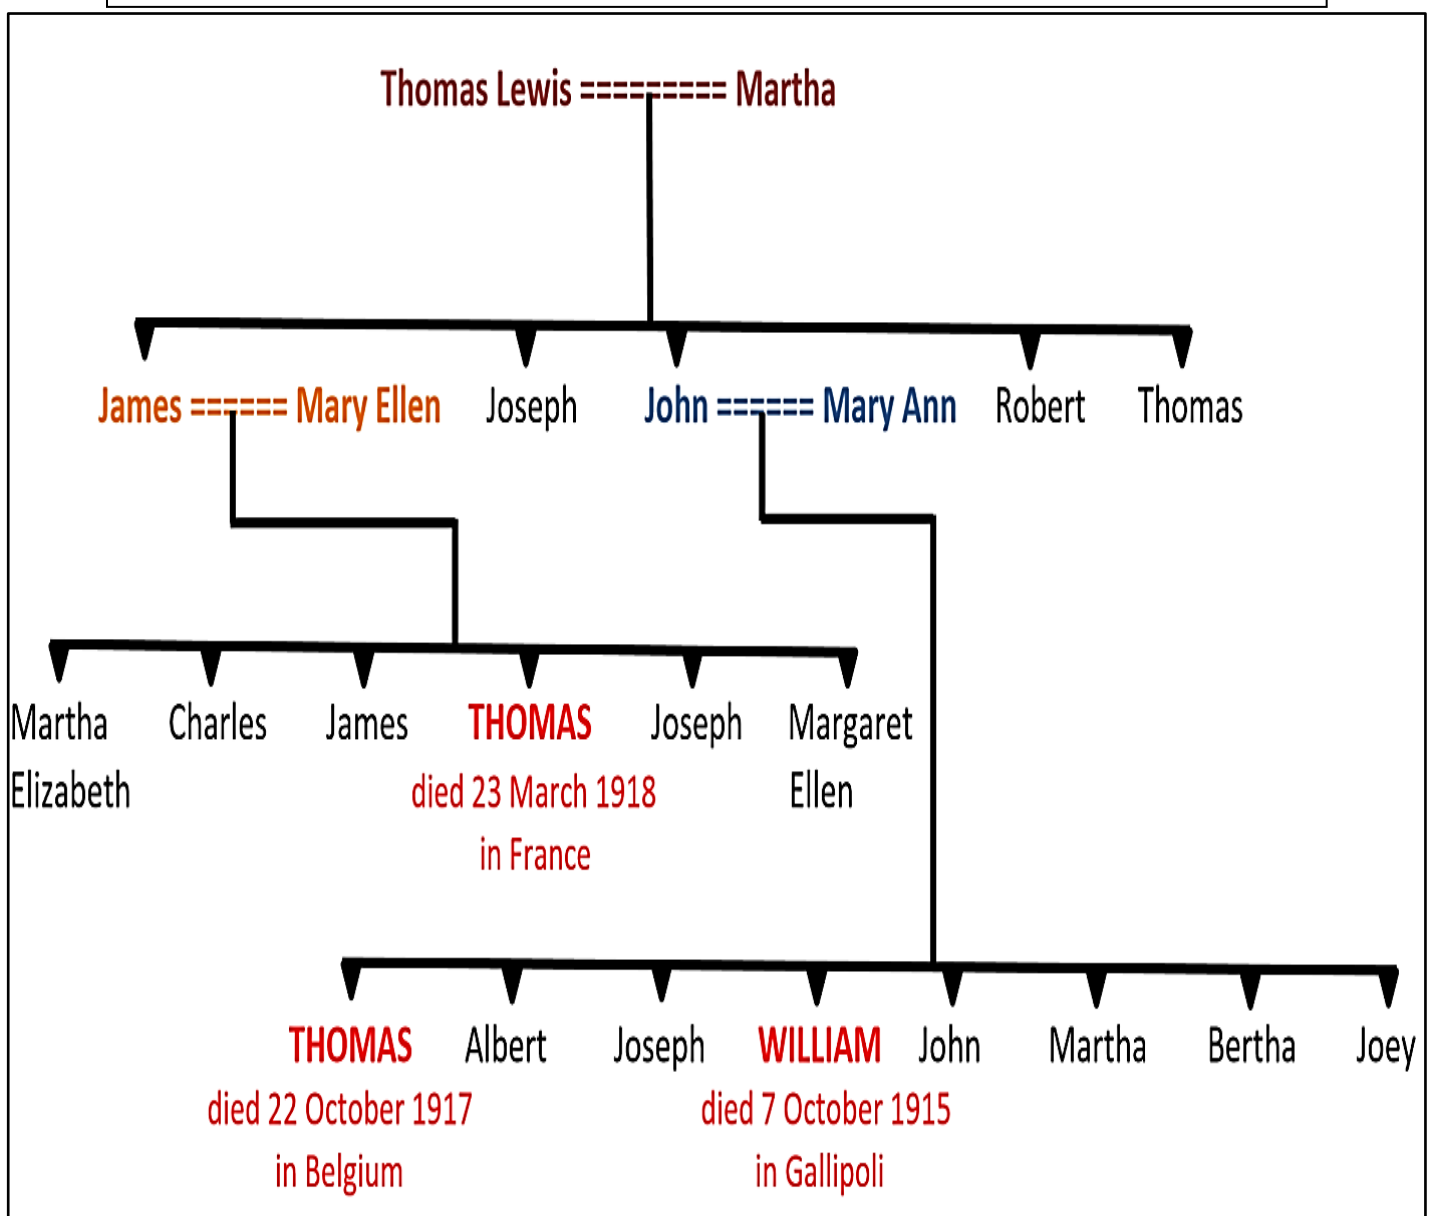 Thomas Lewis ========= Martha
James ====== Mary Ellen Joseph John ====== Mary Ann Robert Thomas
Martha Charles James THOMAS Joseph Margaret
Elizabeth died 23 March 1918 Ellen
in France
THOMAS Albert Joseph WILLIAM John Martha Bertha Joey
died 22 October 1917 died 7 October 1915
in Belgium in Gallipoli